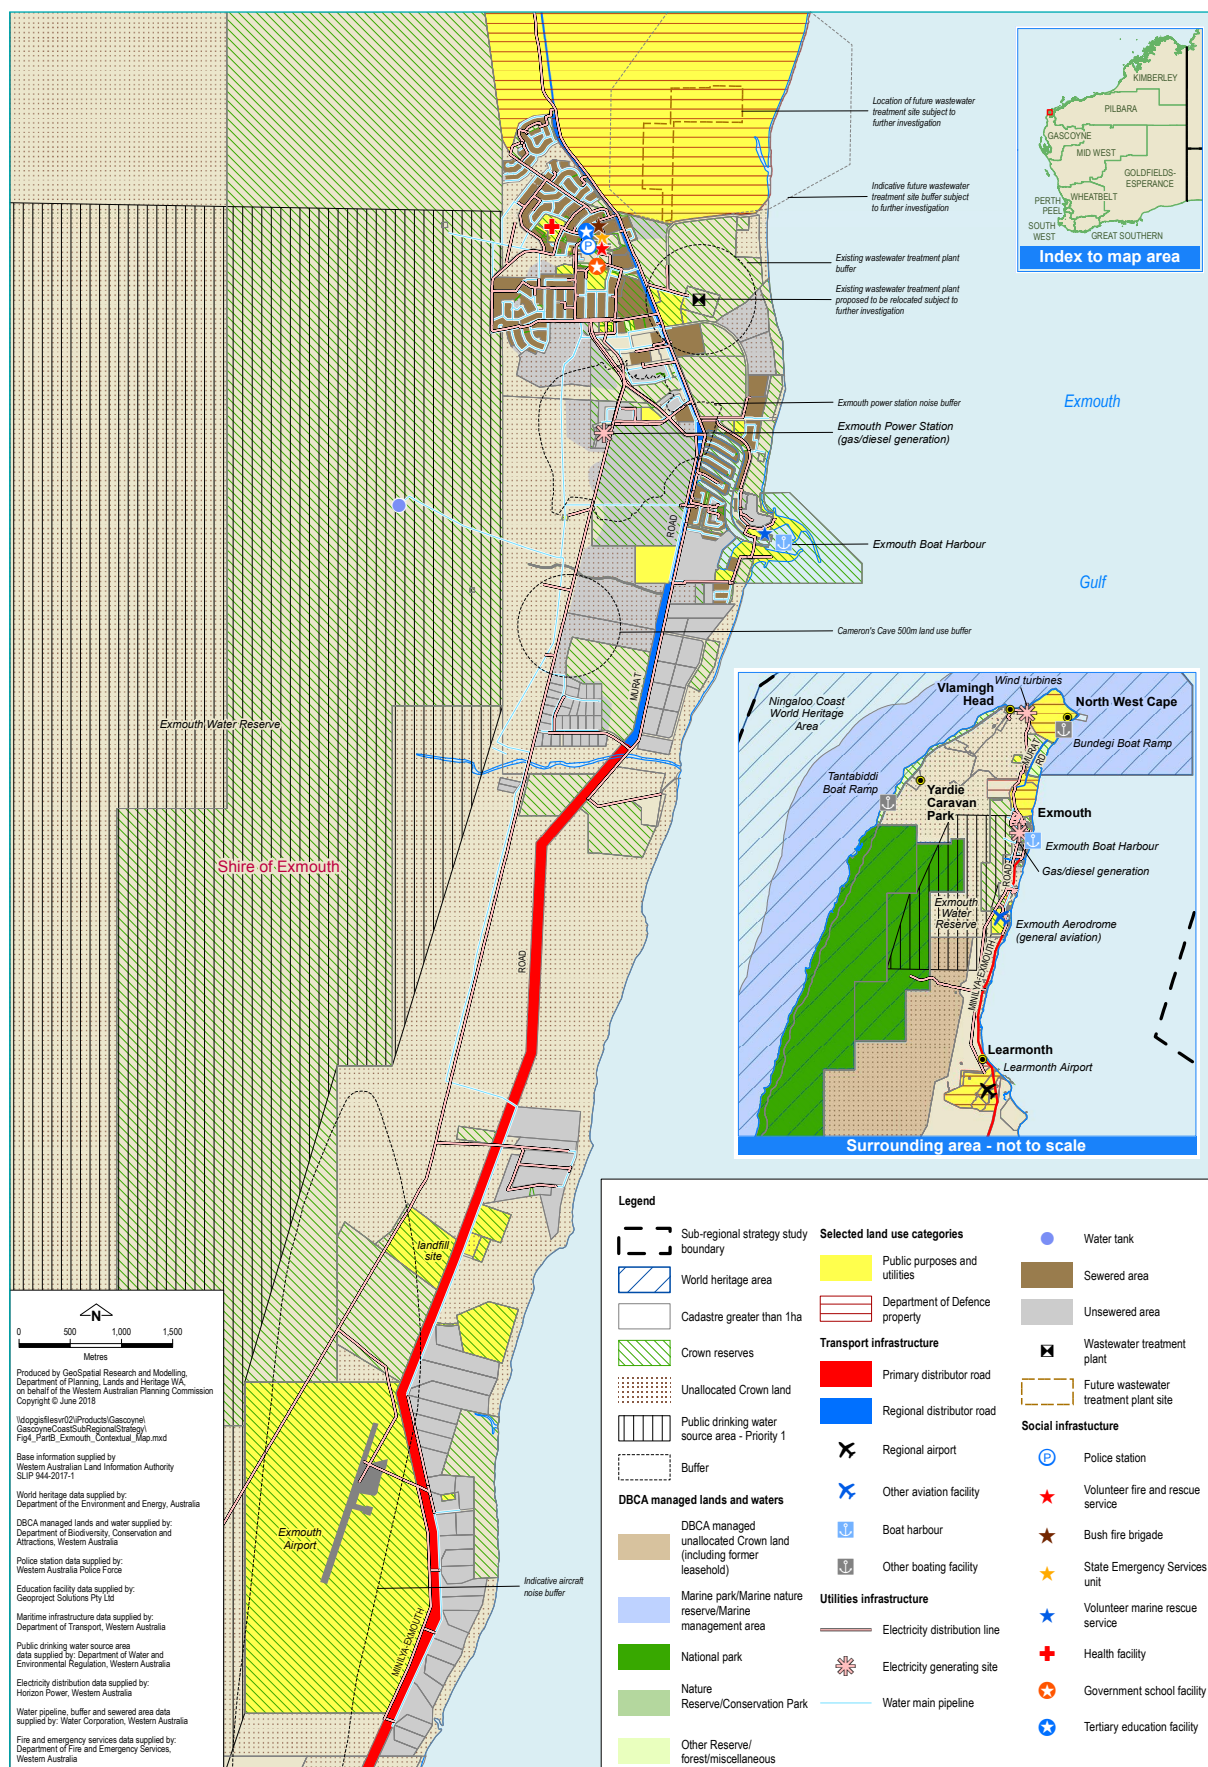 Location of future wastewater
treatment site subject to
further investigation
Indicative future wastewater
treatment site buffer subject
to further investigation
Existing wastewater treatment plant
buffer
Existing wastewater treatment plant
proposed to be relocated subject to
further investigation
Exmouth power station noise buffer
Exmouth Power Station
(gas/diesel generation)
Exmouth Boat Harbour
Cameron's Cave 500m land use buffer
Exmouth
Gulf
KIMBERLEY
PILBARA
GASCOYNE
MID WEST
GOLDFIELDS-
ESPERANCE
WHEATBELT
PERTH
PEEL
SOUTH
WEST
GREAT SOUTHERN
Index to map area
P
ROAD
MURAT
Exmouth Water Reserve
Shire of Exmouth
ROAD
landfill
site
Exmouth
Airport
Indicative aircraft
noise buffer
MINILYA-EXMOUTH
Wind turbines
Vlamingh
Head
North West Cape
Ningaloo Coast
World Heritage
Area
Bundegi Boat Ramp
MURAT
RD
Tantabiddi
Boat Ramp
Yardie
Caravan
Park
Exmouth
Exmouth Boat Harbour
Gas/diesel generation
ROAD
Exmouth
Water
Reserve
Exmouth Aerodrome
(general aviation)
MINILYA-EXMOUTH
Learmonth
Learmonth Airport
Surrounding area - not to scale
N
0 500 1,000 1,500
Metres
Produced by GeoSpatial Research and Modelling,
Department of Planning, Lands and Heritage WA,
on behalf of the Western Australian Planning Commission
Copyright © June 2018
\\dopgisfilesvr02\iProducts\Gascoyne\
GascoyneCoastSubRegionalStrategy\
Fig4_PartB_Exmouth_Contextual_Map.mxd
Base information supplied by
Western Australian Land Information Authority
SLIP 944-2017-1
World heritage data supplied by:
Department of the Environment and Energy, Australia
DBCA managed lands and water supplied by:
Department of Biodiversity, Conservation and
Attractions, Western Australia
Police station data supplied by:
Western Australia Police Force
Education facility data supplied by:
Geoproject Solutions Pty Ltd
Maritime infrastructure data supplied by:
Department of Transport, Western Australia
Public drinking water source area
data supplied by: Department of Water and
Environmental Regulation, Western Australia
Electricity distribution data supplied by:
Horizon Power, Western Australia
Water pipeline, buffer and sewered area data
supplied by: Water Corporation, Western Australia
Fire and emergency services data supplied by:
Department of Fire and Emergency Services,
Western Australia
Legend
Sub-regional strategy study
boundary
World heritage area
Cadastre greater than 1ha
Crown reserves
Unallocated Crown land
Public drinking water
source area - Priority 1
Buffer
DBCA managed lands and waters
DBCA managed
unallocated Crown land
(including former
leasehold)
Marine park/Marine nature
reserve/Marine
management area
National park
Nature
Reserve/Conservation Park
Other Reserve/
forest/miscellaneous
Selected land use categories
Public purposes and
utilities
Department of Defence
property
Transport infrastructure
Primary distributor road
Regional distributor road
Regional airport
Other aviation facility
Boat harbour
Other boating facility
Utilities infrastructure
Electricity distribution line
Electricity generating site
Water main pipeline
Water tank
Sewered area
Unsewered area
Wastewater treatment
plant
Future wastewater
treatment plant site
Social infrastucture
P
Police station
Volunteer fire and rescue
service
Bush fire brigade
State Emergency Services
unit
Volunteer marine rescue
service
Health facility
Government school facility
Tertiary education facility